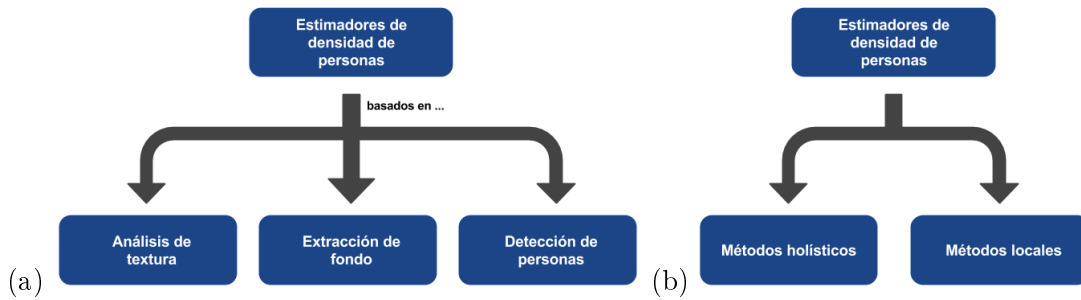 Estimadores de
densidad de
personas
basados en ...
Análisis de
textura
Extracción de
fondo
Detección de
personas
(a)
Estimadores de
densidad de
personas
Métodos holísticos
Métodos locales
(b)